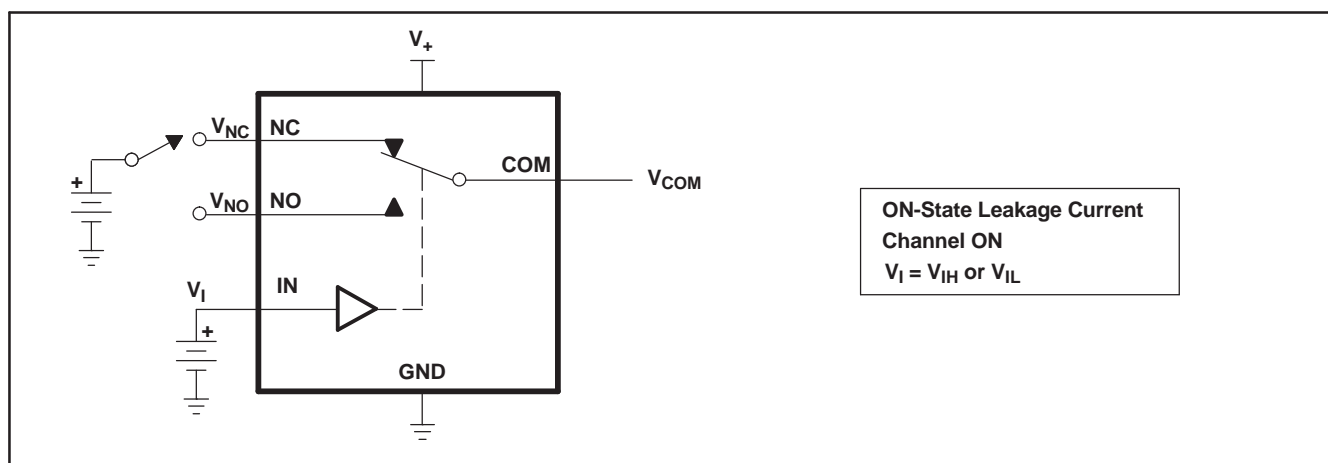 V+
VNC NC
COM
VCOM
+
VNO NO
VI IN
+
GND
ON-State Leakage Current
Channel ON
VI = VIH or VIL